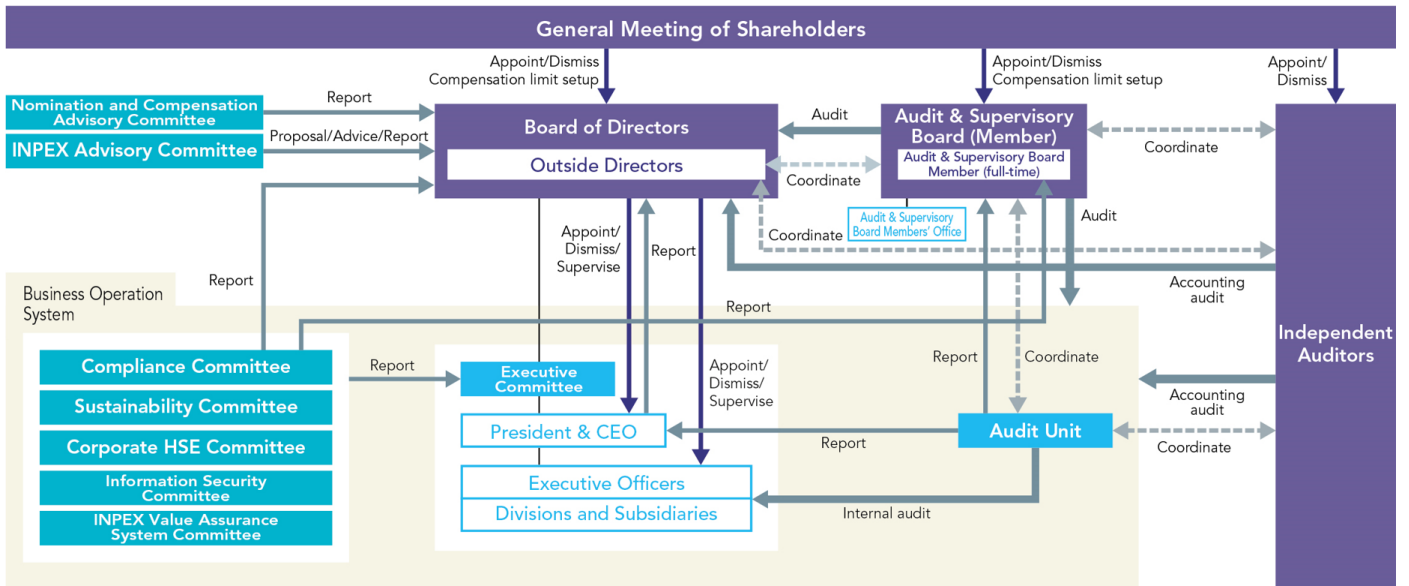 General Meeting of Shareholders
Appoint/Dismiss
Compensation limit setup
Appoint/Dismiss
Compensation limit setup
Appoint/
Dismiss
Nomination and Compensation
Advisory Committee
Report
INPEX Advisory Committee
Proposal/Advice/Report
Board of Directors
Outside Directors
Audit
Coordinate
Audit & Supervisory
Board (Member)
Audit & Supervisory Board
Member (full-time)
Coordinate
Audit & Supervisory
Board Members' Office
Audit
Appoint/
Dismiss/
Supervise
Report
Coordinate
Report
Accounting
audit
Business Operation
System
Report
Independent
Auditors
Compliance Committee
Sustainability Committee
Corporate HSE Committee
Information Security
Committee
INPEX Value Assurance
System Committee
Report
Executive
Committee
Appoint/
Dismiss/
Supervise
Report
Coordinate
Accounting
audit
President & CEO
Report
Audit Unit
Coordinate
Executive Officers
Divisions and Subsidiaries
Internal audit